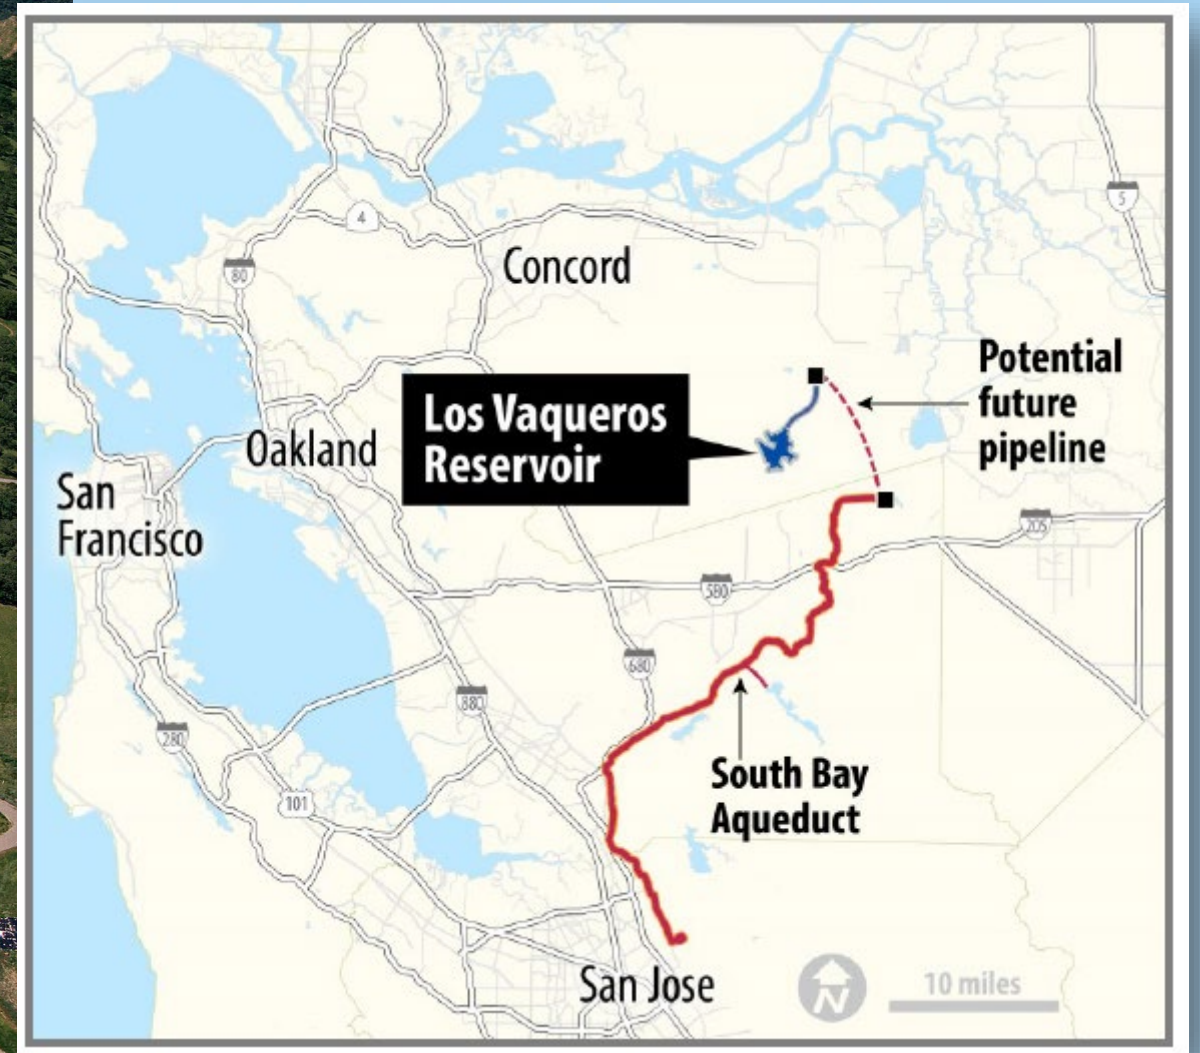 5
4
Concord
80
Potential
future
pipeline
Los Vaqueros
Reservoir
Oakland
San
Francisco
205
580
680
880
280
South Bay
Aqueduct
101
San Jose
N
10 miles